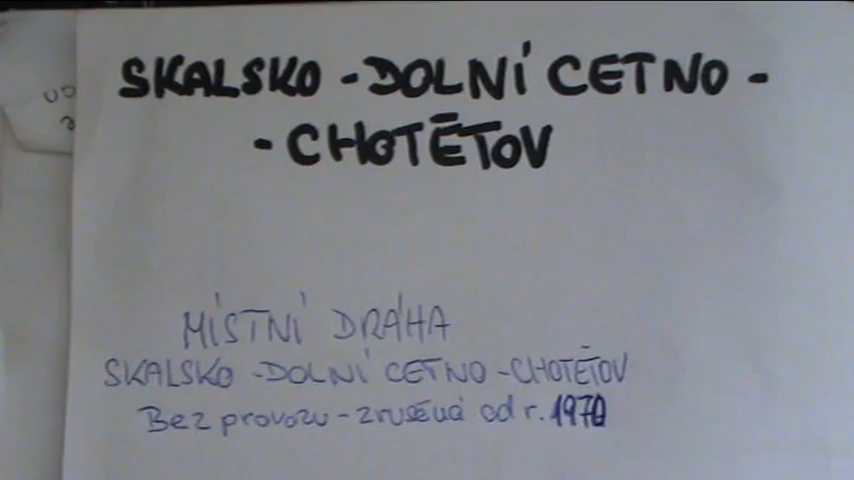 SKALSKO - DOLNÍ CETNO -
- CHOTĚTOV
MÍSTNÍ DRÁHA
SKALSKO - DOLNÍ CETNO - CHOTĚTOV
Bez provozu - zrušená od r. 1970